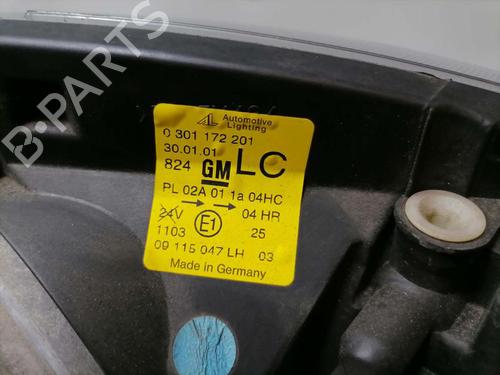 AL Automotive Lighting
0 301 172 201
30.01.01
824 GM LC
PL 02A 01 1a 04HC
24V 04 HR
1103 E1 25
09 115 047 LH 03
Made in Germany
B-PARTS